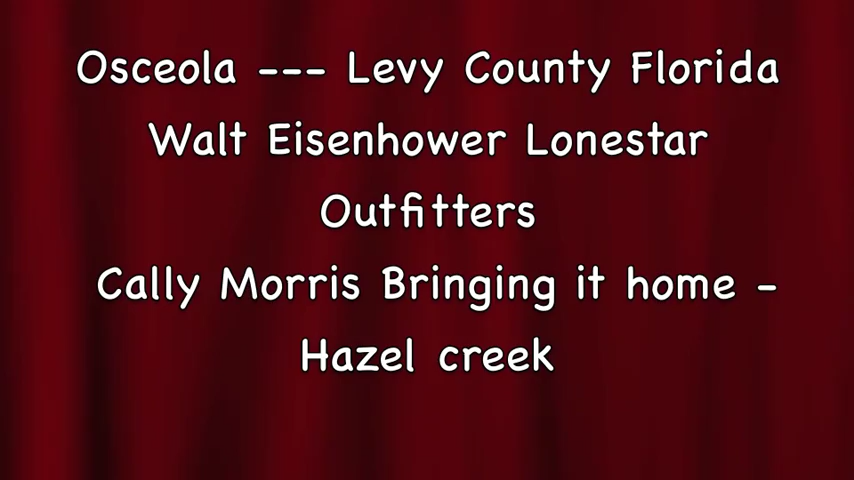 Osceola --- Levy County Florida
Walt Eisenhower Lonestar
Outfitters
Cally Morris Bringing it home -
Hazel creek